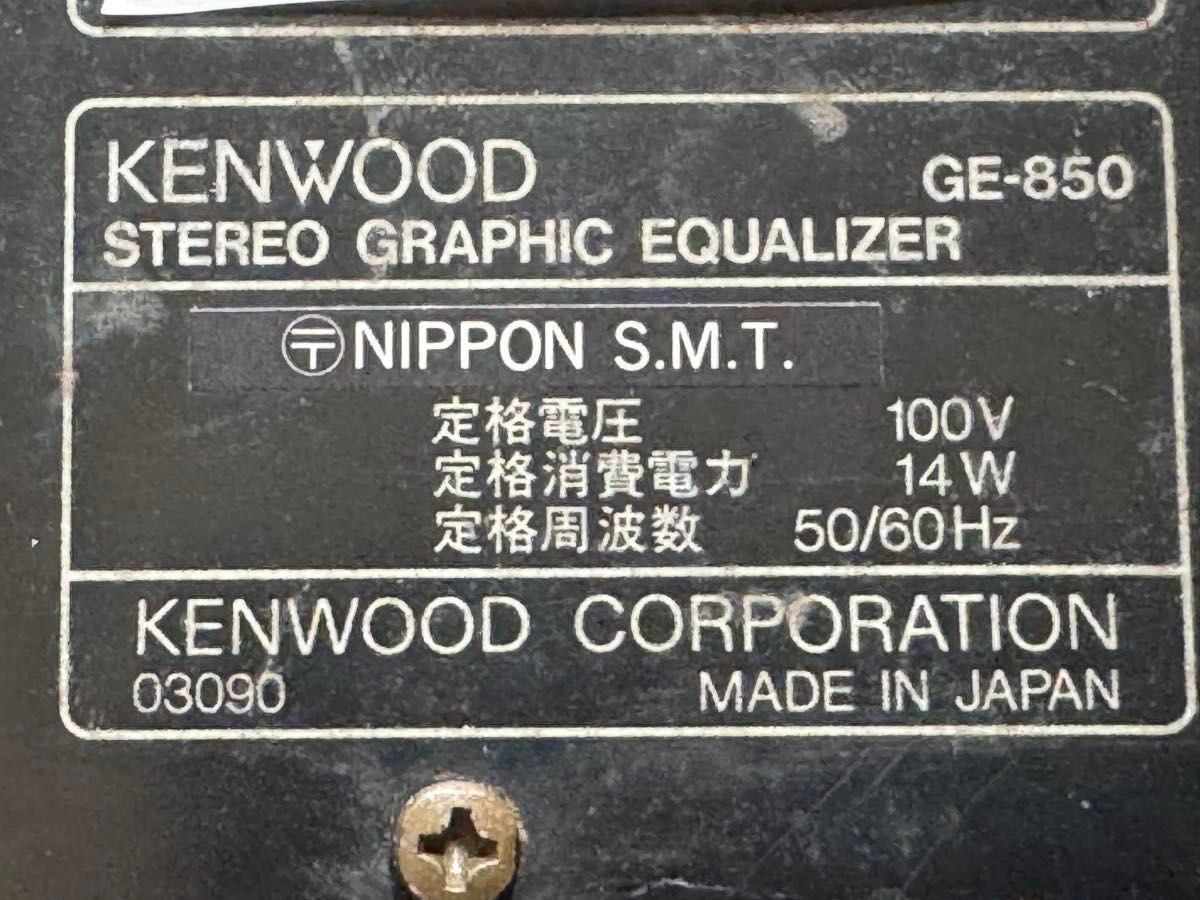 KENWOOD GE-850
STEREO GRAPHIC EQUALIZER
〶NIPPON S.M.T.
定格電圧 100V
定格消費電力 14W
定格周波数 50/60Hz
KENWOOD CORPORATION
03090 MADE IN JAPAN